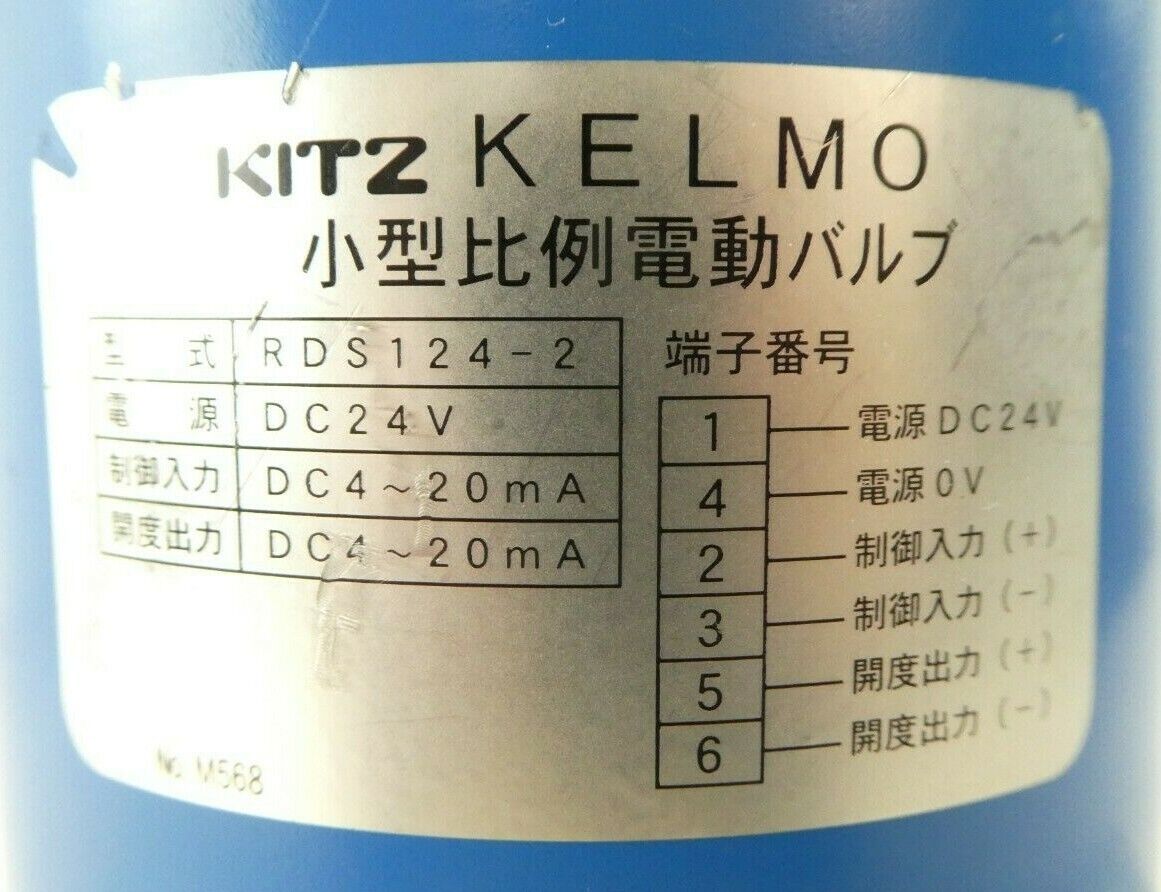 KITZ KELMO
小型比例電動バルブ
型 式 RDS124-2
電 源 DC24V
制御入力 DC4~20mA
開度出力 DC4~20mA
端子番号
1 電源DC24V
4 電源0V
2 制御入力(+)
3 制御入力(-)
5 開度出力(+)
6 開度出力(-)
No. M568